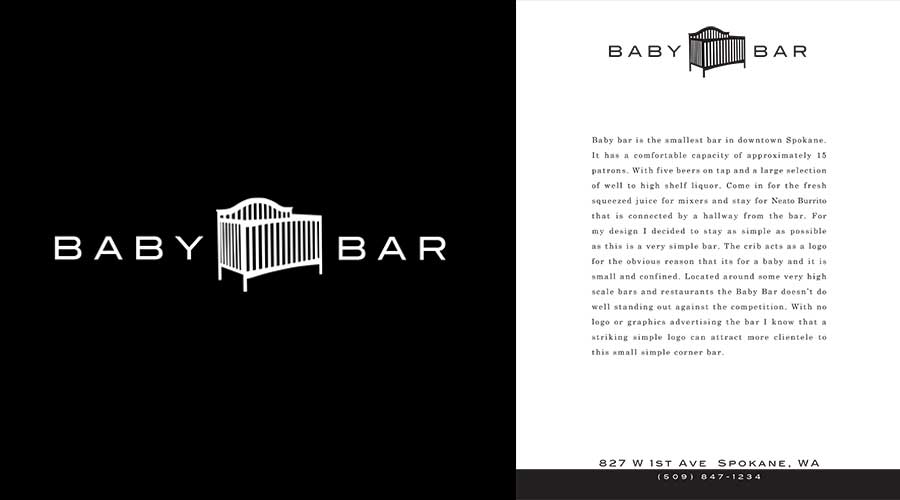 BABY BAR
BABY BAR
Baby bar is the smallest bar in downtown Spokane.
It has a comfortable capacity of approximately 15
patrons. With five beers on tap and a large selection
of well to high shelf liquor. Come in for the fresh
squeezed juice for mixers and stay for Neato Burrito
that is connected by a hallway from the bar. For
my design I decided to stay as simple as possible
as this is a very simple bar. The crib acts as a logo
for the obvious reason that its for a baby and it is
small and confined. Located around some very high
scale bars and restaurants the Baby Bar doesn't do
well standing out against the competition. With no
logo or graphics advertising the bar I know that a
striking simple logo can attract more clientele to
this small simple corner bar.
827 W 1st Ave Spokane, WA
(509) 847-1234